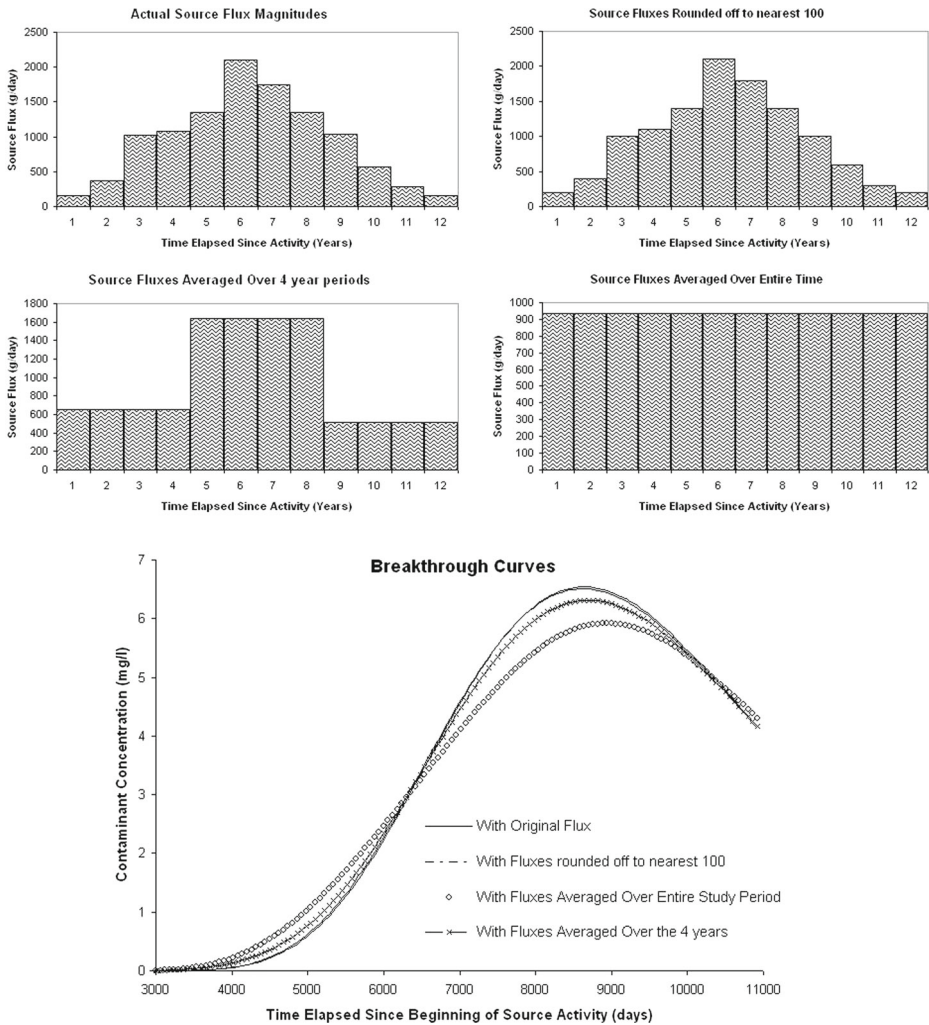 Actual Source Flux Magnitudes
Source Flux (g/day)
2500
2000
1500
1000
500
0
1 2 3 4 5 6 7 8 9 10 11 12
Time Elapsed Since Activity (Years)
Source Fluxes Rounded off to nearest 100
Source Flux (g/day)
2500
2000
1500
1000
500
0
1 2 3 4 5 6 7 8 9 10 11 12
Time Elapsed Since Activity (Years)
Source Fluxes Averaged Over 4 year periods
Source Flux (g/day)
1800
1600
1400
1200
1000
800
600
400
200
0
1 2 3 4 5 6 7 8 9 10 11 12
Time Elapsed Since Activity (Years)
Source Fluxes Averaged Over Entire Time
Source Flux (g/day)
1000
900
800
700
600
500
400
300
200
100
0
1 2 3 4 5 6 7 8 9 10 11 12
Time Elapsed Since Activity (Years)
Breakthrough Curves
Contaminant Concentration (mg/l)
7
6
5
4
3
2
1
0
With Original Flux
With Fluxes rounded off to nearest 100
With Fluxes Averaged Over Entire Study Period
With Fluxes Averaged Over the 4 years
3000 4000 5000 6000 7000 8000 9000 10000 11000
Time Elapsed Since Beginning of Source Activity (days)